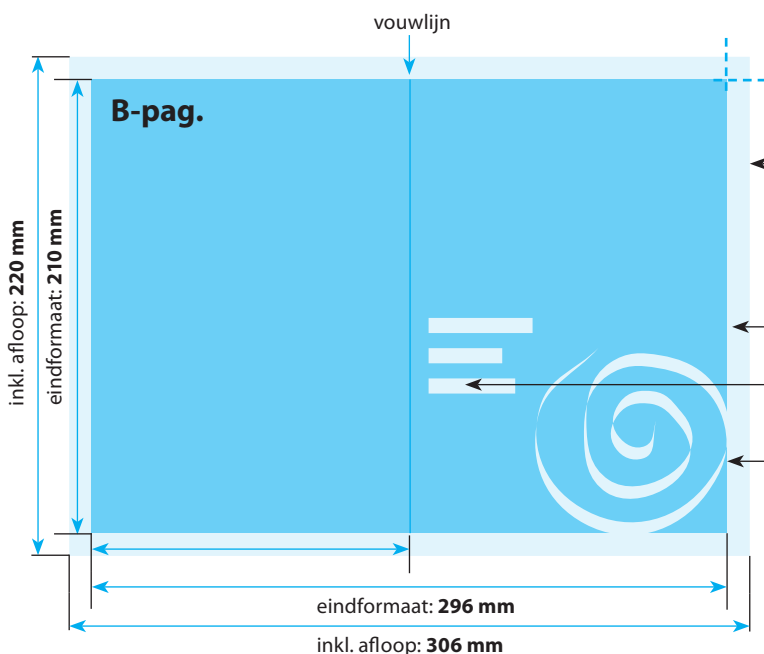 vouwlijn
B-pag.
inkl. afloop: 220 mm
eindformaat: 210 mm
eindformaat: 296 mm
inkl. afloop: 306 mm